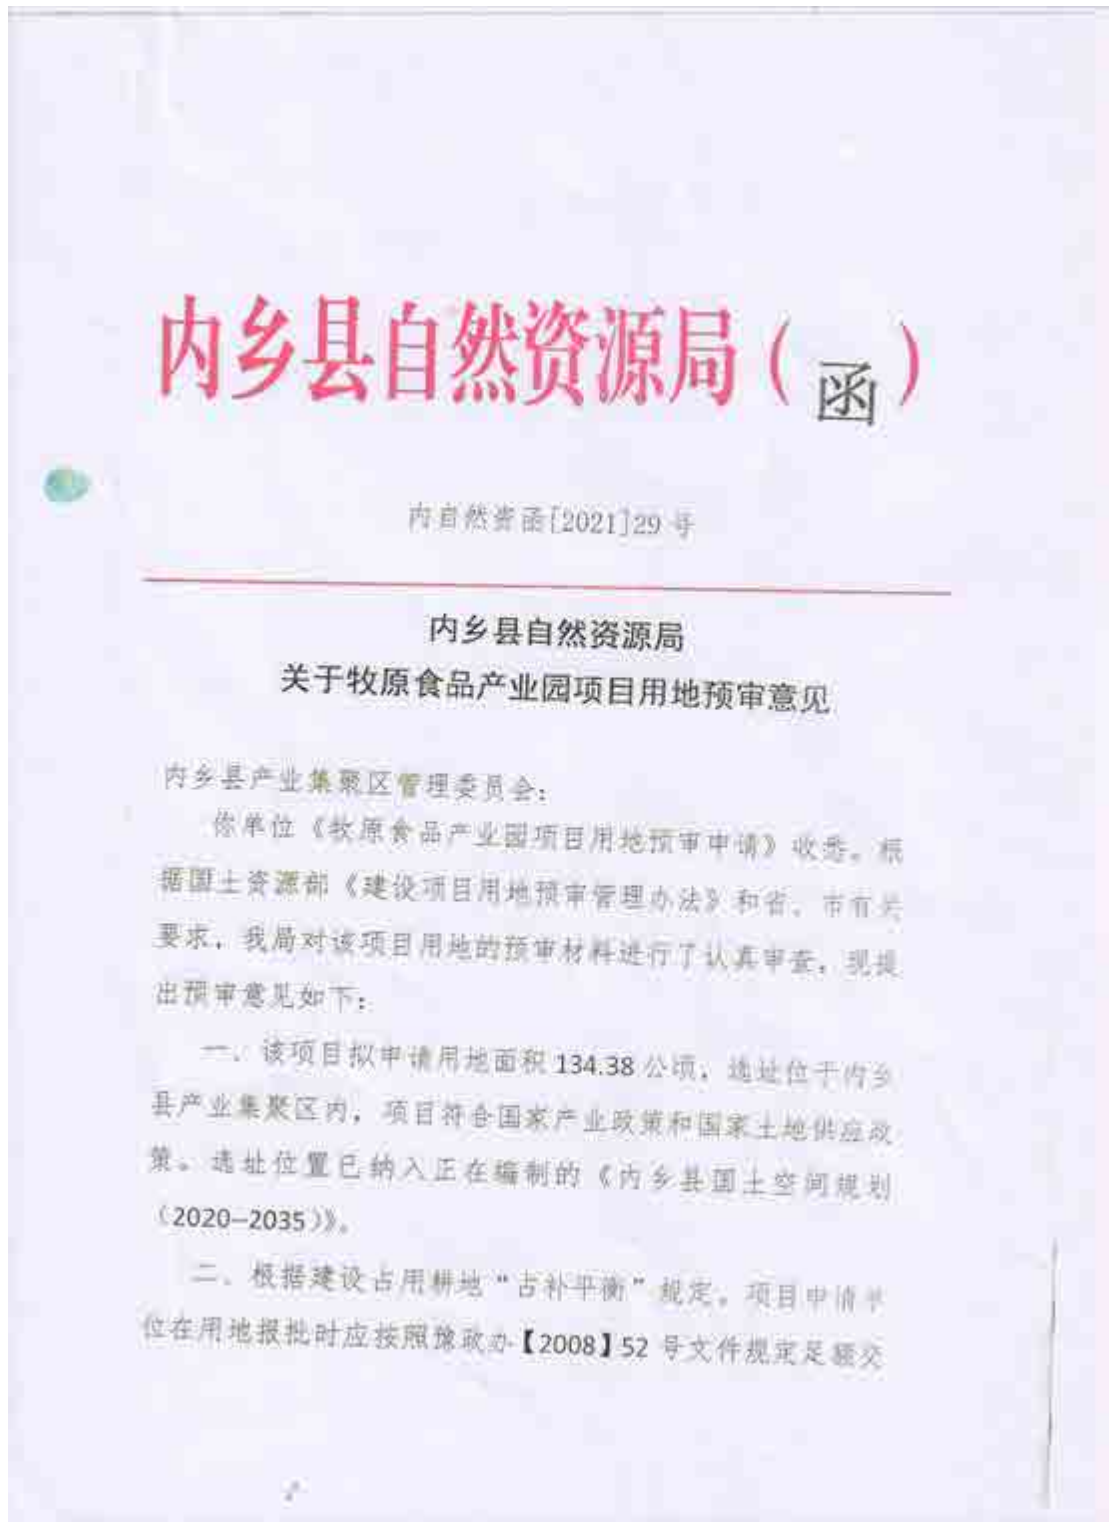 内乡县自然资源局（函）
内自然资函[2021]29 号
内乡县自然资源局
关于牧原食品产业园项目用地预审意见
内乡县产业集聚区管理委员会：
你单位《牧原食品产业园项目用地预审申请》收悉。根
据国土资源部《建设项目用地预审管理办法》和省、市有关
要求，我局对该项目用地的预审材料进行了认真审查，现提
出预审意见如下：
一、该项目拟申请用地面积 134.38 公顷，选址位于内乡
县产业集聚区内，项目符合国家产业政策和国家土地供应政
策。选址位置已纳入正在编制的《内乡县国土空间规划
（2020—2035）》。
二、根据建设占用耕地“占补平衡”规定，项目申请单
位在用地报批时应按照豫政办【2008】52 号文件规定足额交